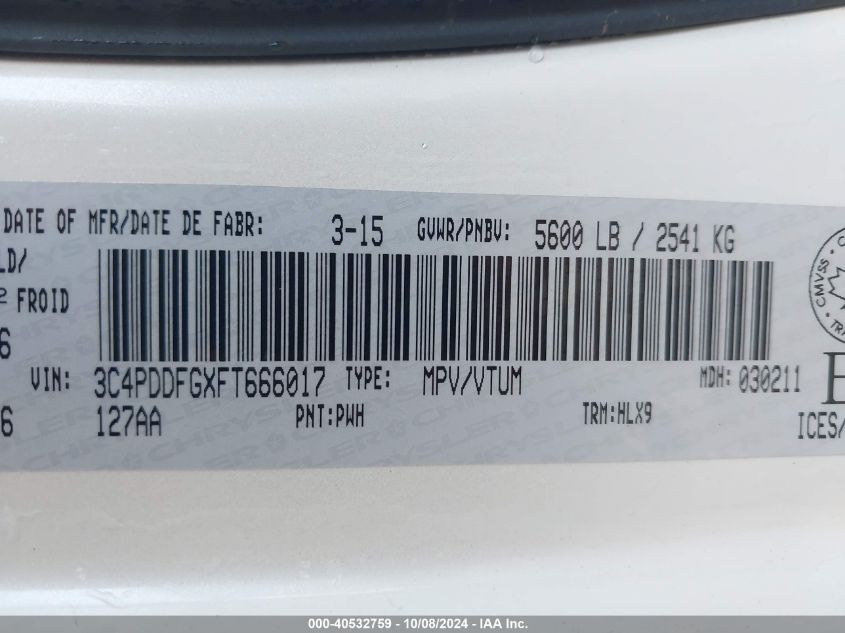 DATE OF MFR/DATE DE FABR: 3-15 GVWR/PNBV: 5600 LB / 2541 KG
LD/
FROID
6
VIN: 3C4PDDFGXFT666017 TYPE: MPV/VTUM MDH: 030211
6 127AA PNT:PWH TRM:HLX9 ICES/
CMVSS
CHRYSLER
000-40532759 - 10/08/2024 - IAA Inc.